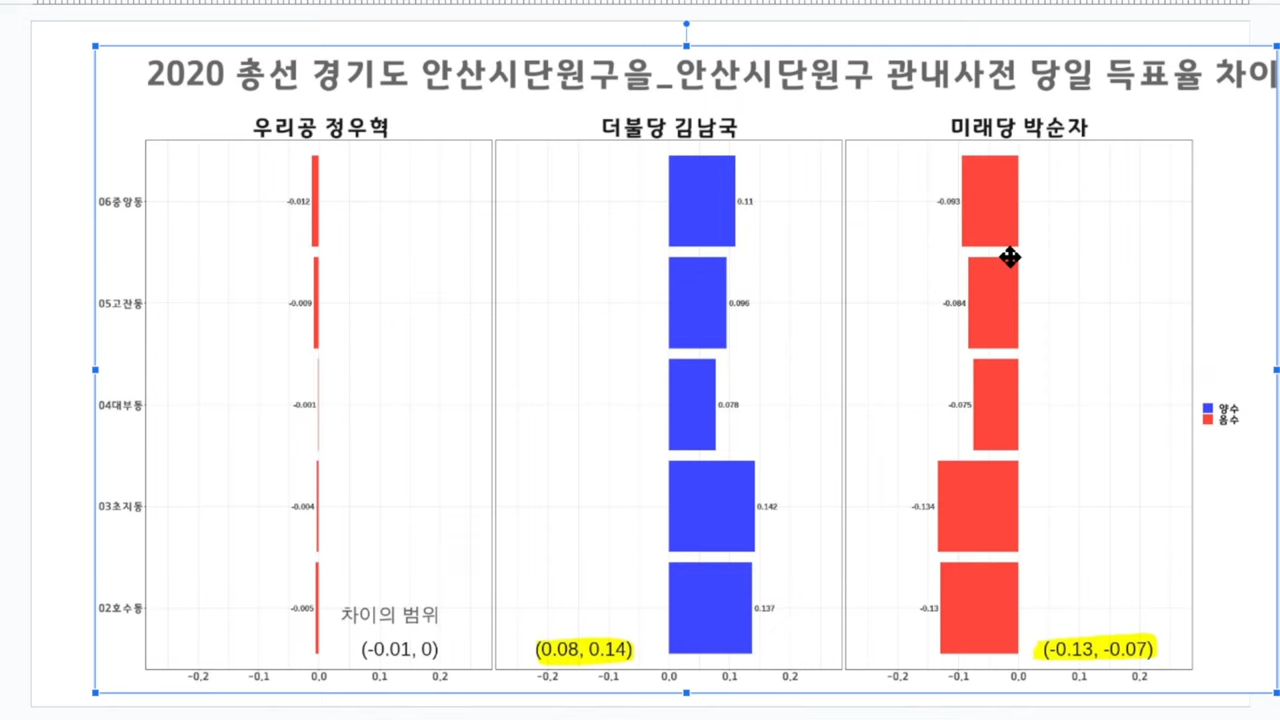 2020 총선 경기도 안산시단원구을_안산시단원구 관내사전 당일 득표율 차이
우리공 정우혁
더불당 김남국
미래당 박순자
06중앙동
-0.012
0.11
-0.093
05고잔동
-0.009
0.096
-0.084
04대부동
-0.001
0.078
-0.075
양수
음수
03초지동
-0.004
0.142
-0.134
02호수동
-0.005
0.137
-0.13
차이의 범위
(-0.01, 0)
(0.08, 0.14)
(-0.13, -0.07)
-0.2 -0.1 0.0 0.1 0.2
-0.2 -0.1 0.0 0.1 0.2
-0.2 -0.1 0.0 0.1 0.2